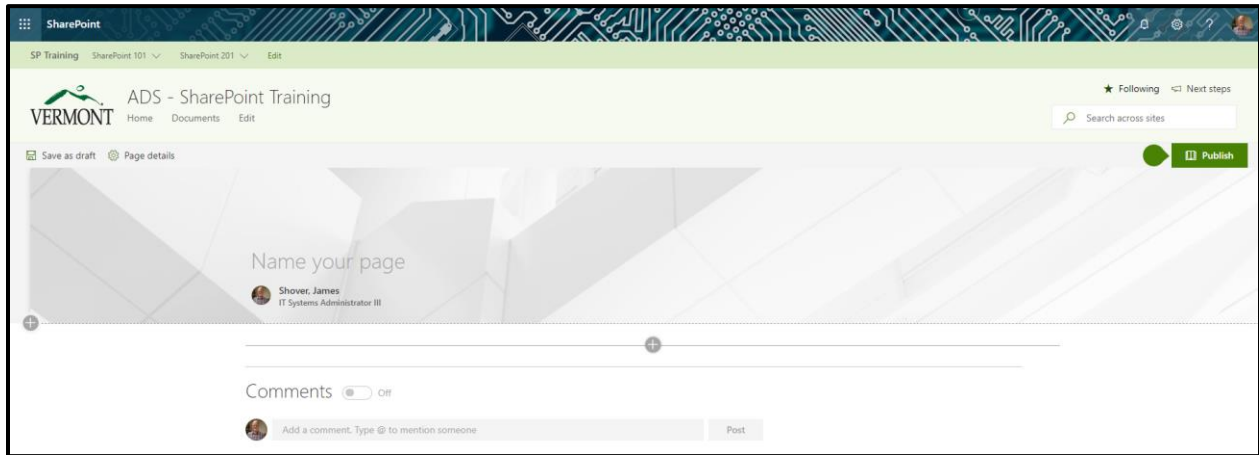 SharePoint
?
SP Training SharePoint 101 SharePoint 201 Edit
VERMONT
ADS - SharePoint Training
Home Documents Edit
Following Next steps
Search across sites
Save as draft Page details
Publish
Name your page
Shover, James
IT Systems Administrator III
Comments Off
Add a comment. Type @ to mention someone
Post